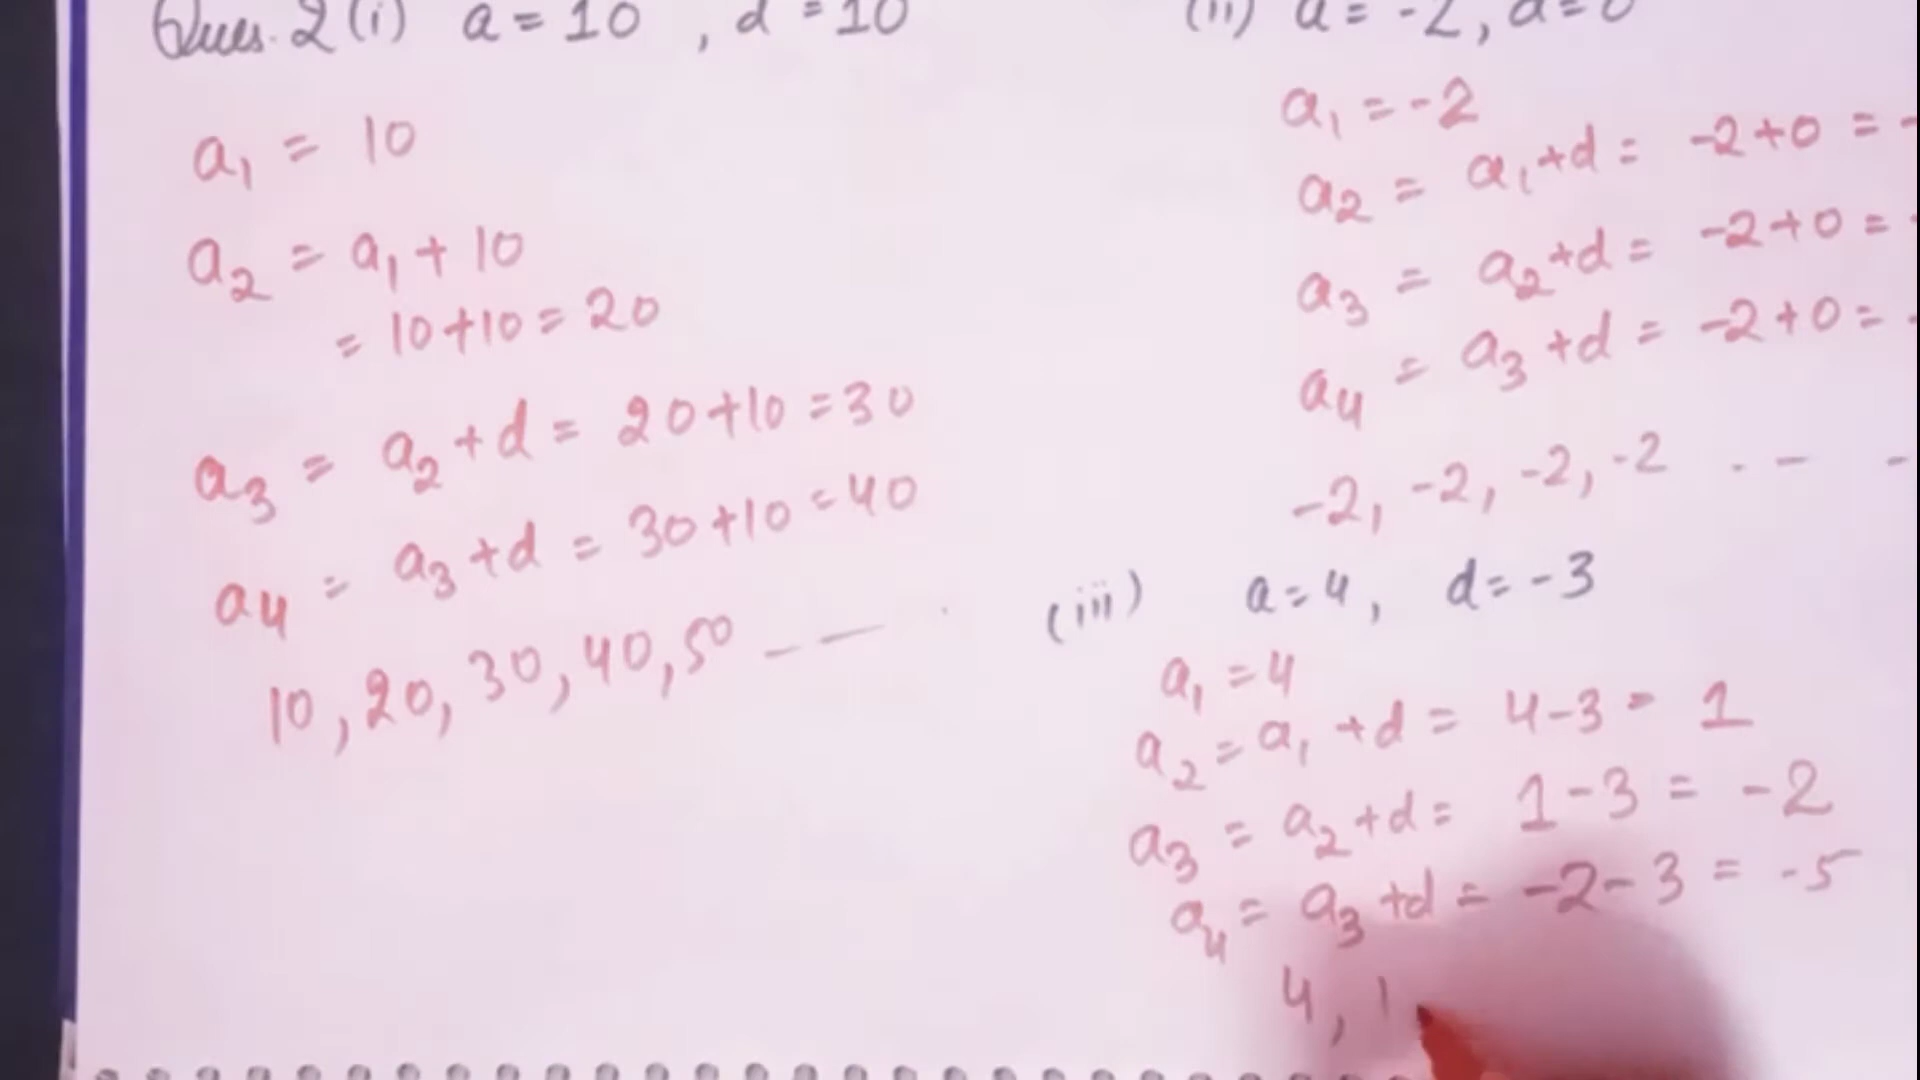 Ques. 2 (i) a = 10 , d = 10
a₁ = 10
a₂ = a₁ + 10
= 10+10 = 20
a₃ = a₂ + d = 20+10 = 30
a₄ = a₃ + d = 30+10 = 40
10, 20, 30, 40, 50 - —
(ii) a = -2, d = 0
a₁ = -2
a₂ = a₁ + d = -2+0 = -
a₃ = a₂ + d = -2+0 = -
a₄ = a₃ + d = -2+0 = -
-2, -2, -2, -2 . - -
(iii) a = 4, d = -3
a₁ = 4
a₂ = a₁ + d = 4-3 = 1
a₃ = a₂ + d = 1-3 = -2
a₄ = a₃ + d = -2-3 = -5
4, 1